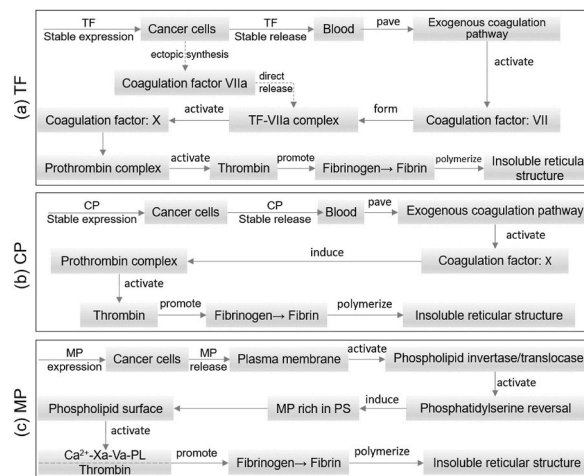 (a) TF
TF
Stable expression
Cancer cells
TF
Stable release
Blood
pave
Exogenous coagulation
pathway
ectopic synthesis
activate
Coagulation factor VIIa
direct
release
Coagulation factor: X
activate
TF-VIIa complex
form
Coagulation factor: VII
Prothrombin complex
activate
Thrombin
promote
Fibrinogen→ Fibrin
polymerize
Insoluble reticular
structure
(b) CP
CP
Stable expression
Cancer cells
CP
Stable release
Blood
pave
Exogenous coagulation pathway
activate
Prothrombin complex
induce
Coagulation factor: X
activate
Thrombin
promote
Fibrinogen→ Fibrin
polymerize
Insoluble reticular structure
(c) MP
MP
expression
Cancer cells
MP
release
Plasma membrane
activate
Phospholipid invertase/translocase
activate
Phospholipid surface
MP rich in PS
induce
Phosphatidylserine reversal
activate
Ca²⁺-Xa-Va-PL
Thrombin
promote
Fibrinogen→ Fibrin
polymerize
Insoluble reticular structure